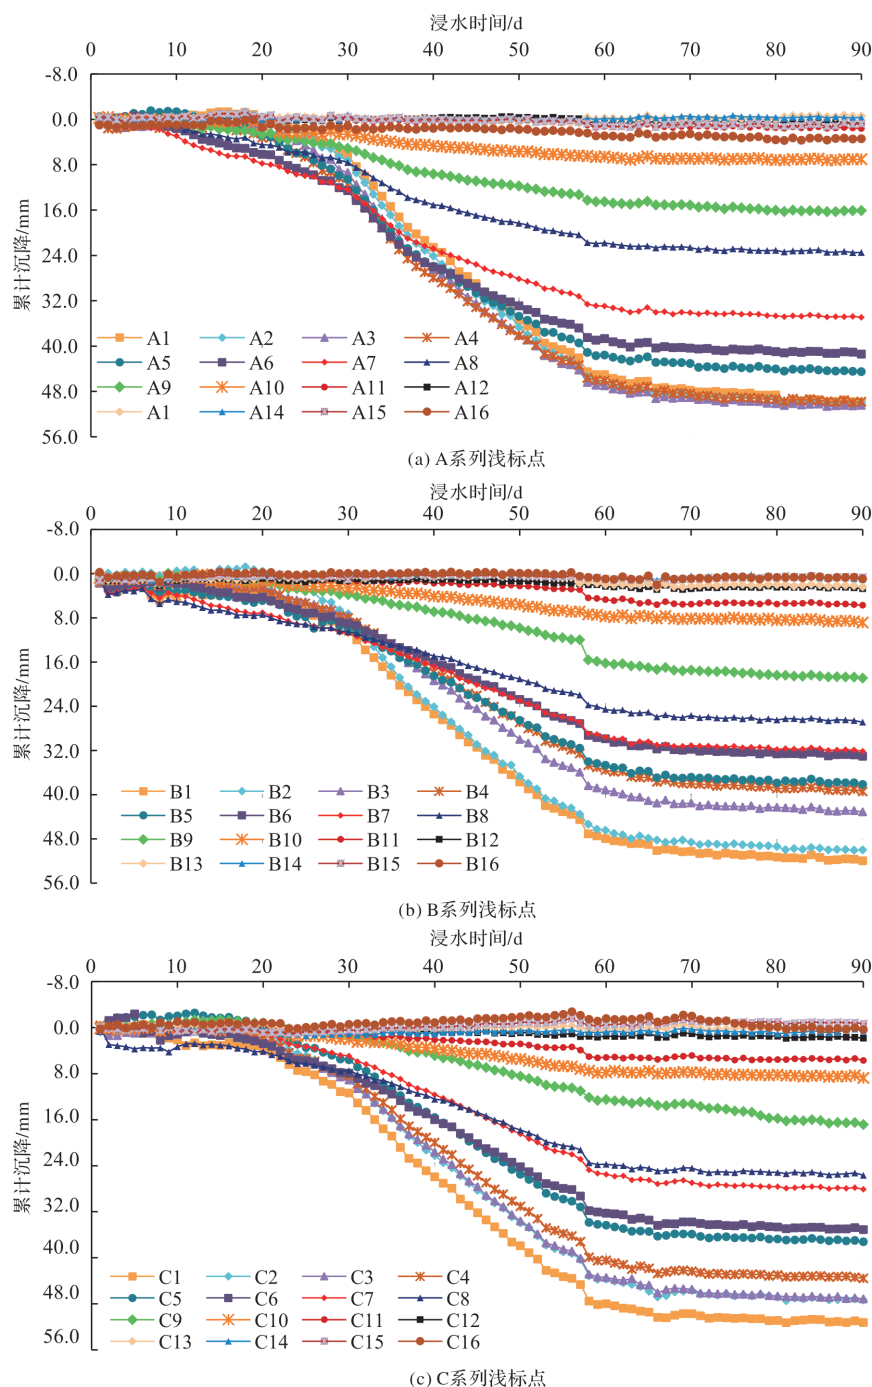 浸水时间/d
0 10 20 30 40 50 60 70 80 90
-8.0
0.0
8.0
16.0
24.0
32.0
40.0
48.0
56.0
累计沉降/mm
A1 A2 A3 A4
A5 A6 A7 A8
A9 A10 A11 A12
A1 A14 A15 A16
(a) A系列浅标点
浸水时间/d
0 10 20 30 40 50 60 70 80 90
-8.0
0.0
8.0
16.0
24.0
32.0
40.0
48.0
56.0
累计沉降/mm
B1 B2 B3 B4
B5 B6 B7 B8
B9 B10 B11 B12
B13 B14 B15 B16
(b) B系列浅标点
浸水时间/d
0 10 20 30 40 50 60 70 80 90
-8.0
0.0
8.0
16.0
24.0
32.0
40.0
48.0
56.0
累计沉降/mm
C1 C2 C3 C4
C5 C6 C7 C8
C9 C10 C11 C12
C13 C14 C15 C16
(c) C系列浅标点